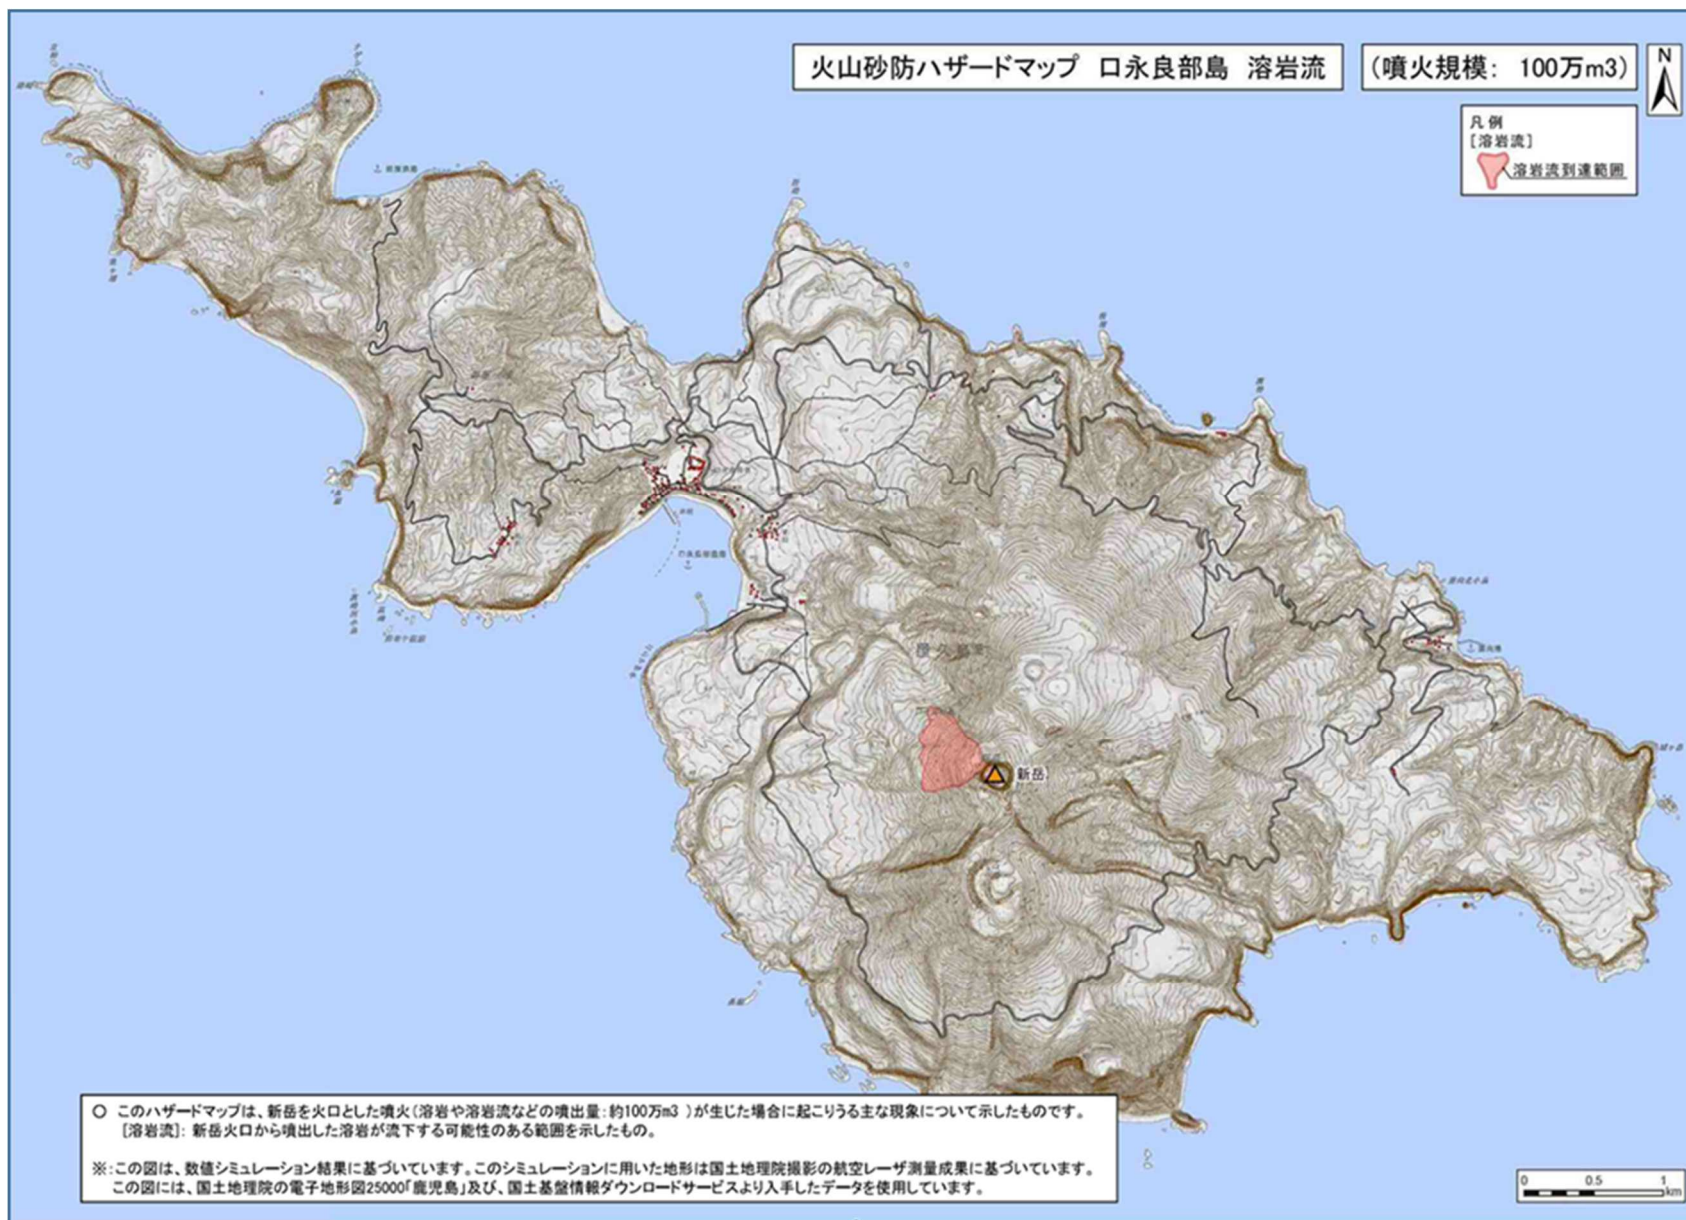 火山砂防ハザードマップ 口永良部島 溶岩流
(噴火規模: 100万m3)
N
凡例
[溶岩流]
溶岩流到達範囲
口永良部島港
屋久島町
新岳
○ このハザードマップは、新岳を火口とした噴火(溶岩や溶岩流などの噴出量:約100万m3 )が生じた場合に起こりうる主な現象について示したものです。
[溶岩流]: 新岳火口から噴出した溶岩が流下する可能性のある範囲を示したもの。
※:この図は、数値シミュレーション結果に基づいています。このシミュレーションに用いた地形は国土地理院撮影の航空レーザ測量成果に基づいています。
この図には、国土地理院の電子地形図25000「鹿児島」及び、国土基盤情報ダウンロードサービスより入手したデータを使用しています。
0 0.5 1
km